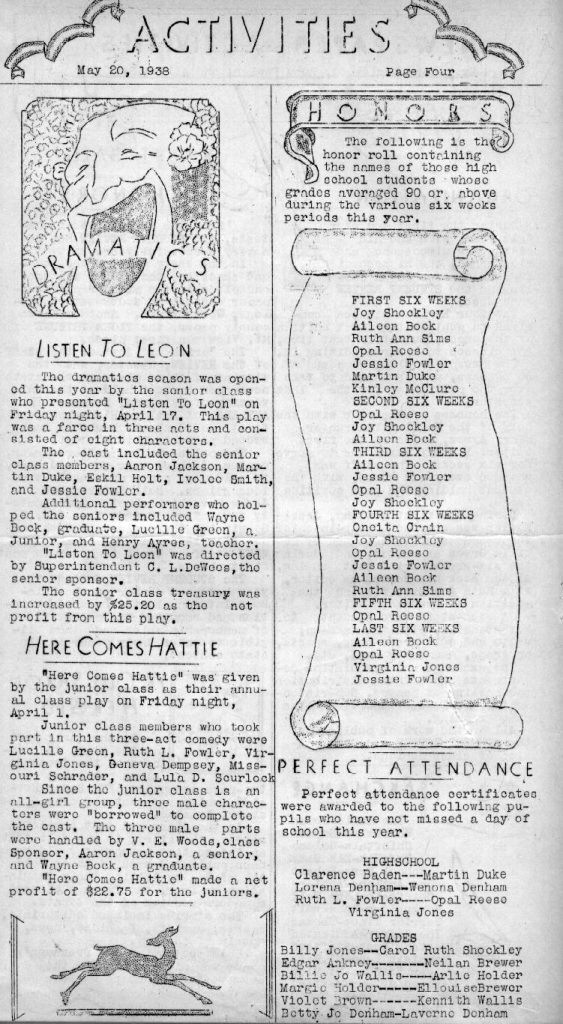 ACTIVITIES
May 20, 1938
Page Four
DRAMATICS
LISTEN TO LEON
The dramatics season was open-
ed this year by the senior class
who presented "Listen To Leon" on
Friday night, April 17. This play
was a farce in three acts and con-
sisted of eight characters.
The cast included the senior
class members, Aaron Jackson, Mar-
tin Duke, Eskil Holt, Ivolee Smith,
and Jessie Fowler.
Additional performers who hel-
ped the seniors included Wayne
Bock, graduate, Lucille Green, a
Junior, and Henry Ayres, teacher.
"Listen To Leon" was directed
by Superintendent C. L.DeWees,the
senior sponsor.
The senior class treasury was
increased by $25.20 as the net
profit from this play.
HERE COMES HATTIE
"Here Comes Hattie" was given
by the junior class as their annu-
al class play on Friday night,
April 1.
Junior class members who took
part in this three-act comedy were
Lucille Green, Ruth L. Fowler, Vir-
ginia Jones, Geneva Dempsey, Miss-
ouri Schrader, and Lula D. Scurlock
Since the junior class is an
all-girl group, three male charac-
ters were "borrowed" to complete
the cast. The three male parts
were handled by V. E. Woods,class
Sponsor, Aaron Jackson, a senior,
and Wayne Bock, a graduate.
"Here Comes Hattie" made a net
profit of $22.75 for the juniors.
HONORS
The following is the
honor roll containing
the names of those high
school students whose
grades averaged 90 or above
during the various six weeks
periods this year.
FIRST SIX WEEKS
Joy Shockley
Aileen Bock
Ruth Ann Sims
Opal Reese
Jessie Fowler
Martin Duke
Kinley McClure
SECOND SIX WEEKS
Opal Reese
Joy Shockley
Aileen Bock
THIRD SIX WEEKS
Aileen Bock
Jessie Fowler
Opal Reese
Joy Shockley
FOURTH SIX WEEKS
Oneita Crain
Joy Shockley
Opal Reese
Jessie Fowler
Aileen Bock
Ruth Ann Sims
FIFTH SIX WEEKS
Opal Reese
LAST SIX WEEKS
Aileen Bock
Opal Reese
Virginia Jones
Jessie Fowler
PERFECT ATTENDANCE
Perfect attendance certificates
were awarded to the following pu-
pils who have not missed a day of
school this year.
HIGHSCHOOL
Clarence Baden---Martin Duke
Lorena Denham--Wenona Denham
Ruth L. Fowler-----Opal Reese
Virginia Jones
GRADES
Billy Jones--Carol Ruth Shockley
Edgar Ankney-------Neilan Brewer
Billie Jo Wallis----Arlie Holder
Margie Holder-----EllouiseBrewer
Violet Brown-----Kennith Wallis
Betty Jo Denham-Laverne Denham